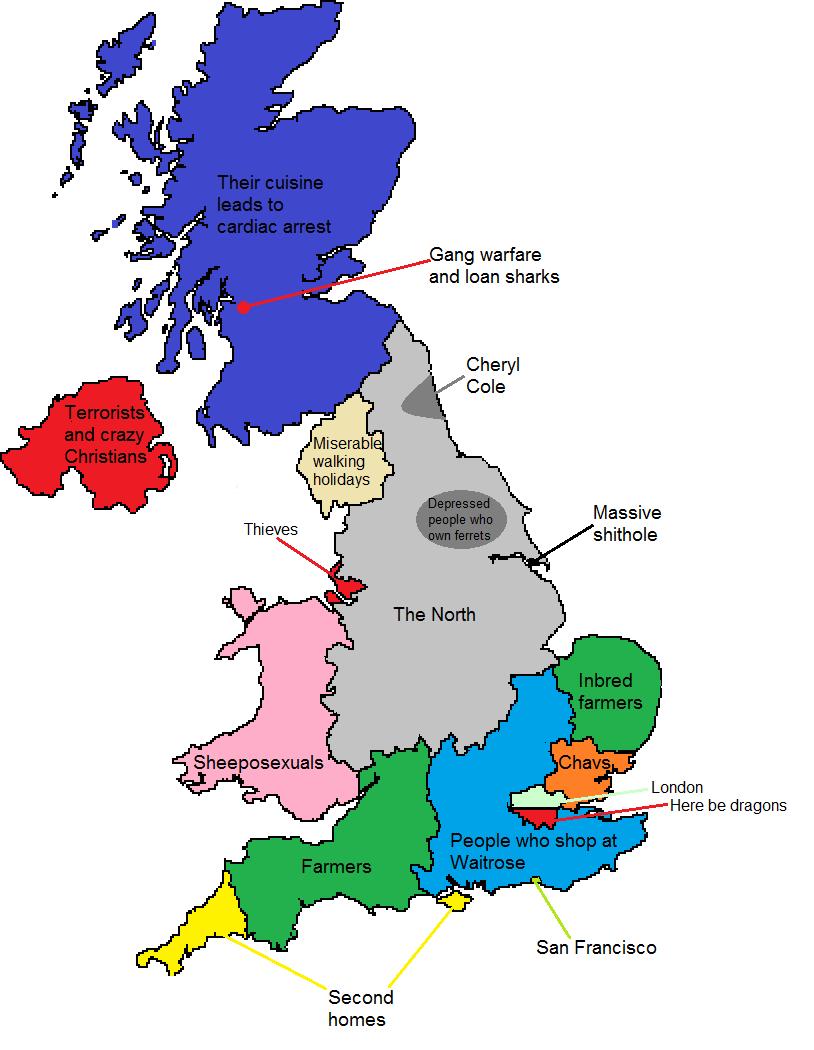 Their cuisine
leads to
cardiac arrest
Gang warfare
and loan sharks
Cheryl
Cole
Terrorists
and crazy
Christians
Miserable
walking
holidays
Depressed
people who
own ferrets
Massive
shithole
Thieves
The North
Inbred
farmers
Sheeposexuals
Chavs
London
Here be dragons
People who shop at
Waitrose
Farmers
San Francisco
Second
homes